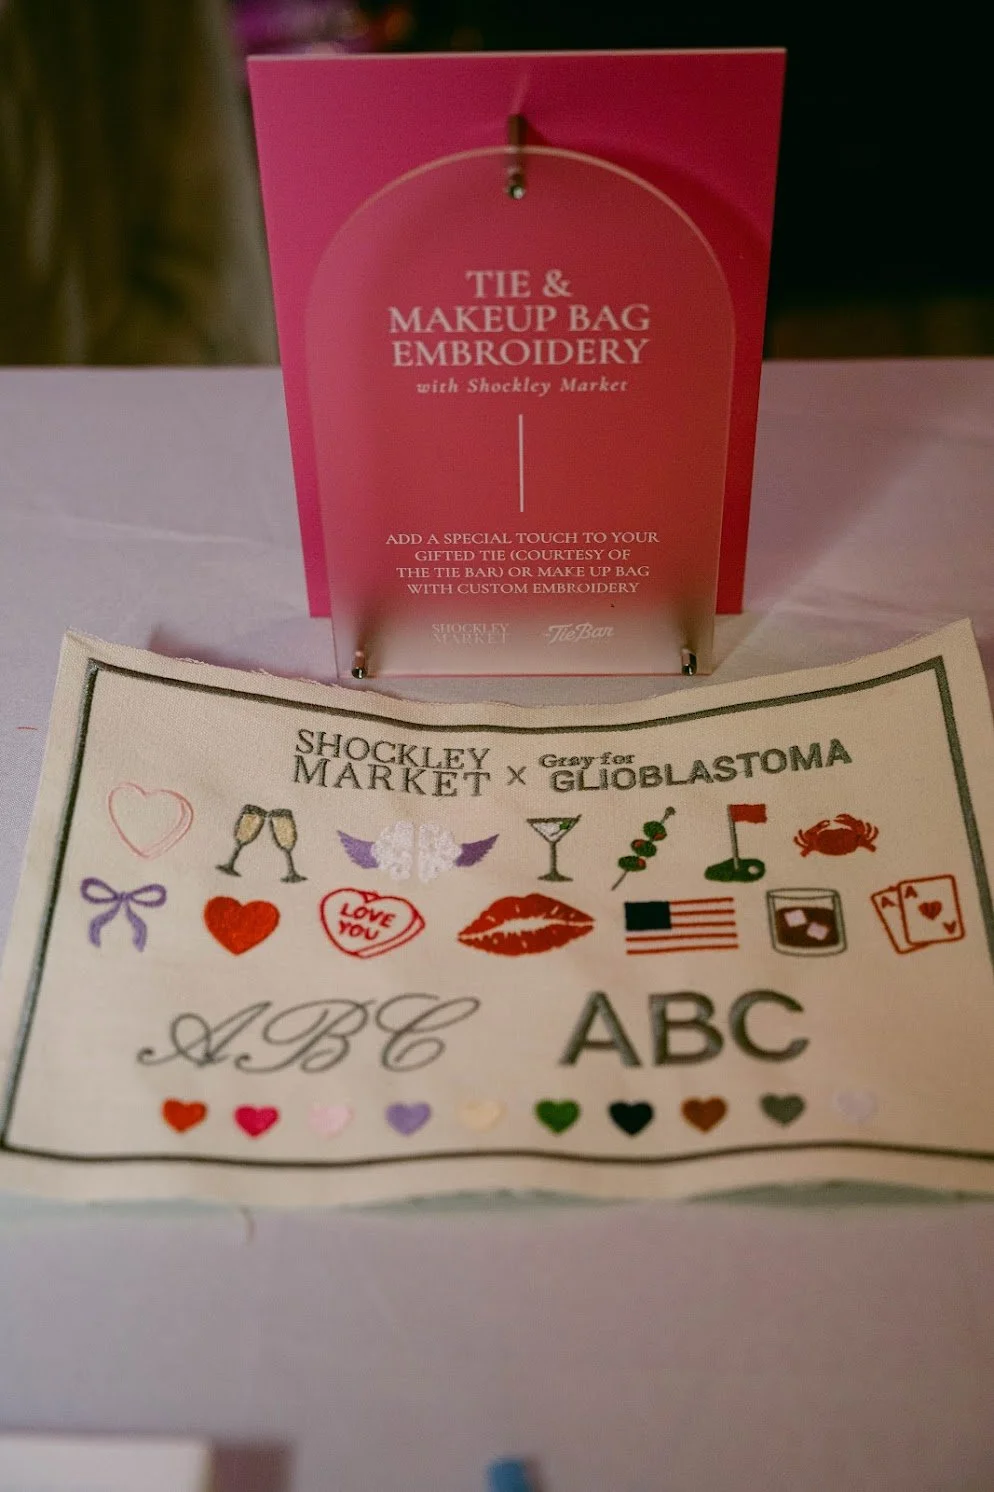 TIE &
MAKEUP BAG
EMBROIDERY
with Shockley Market
ADD A SPECIAL TOUCH TO YOUR
GIFTED TIE (COURTESY OF
THE TIE BAR) OR MAKE UP BAG
WITH CUSTOM EMBROIDERY
SHOCKLEY
MARKET
TieBar
SHOCKLEY
MARKET
x
Gray for
GLIOBLASTOMA
LOVE
YOU
A
A
ABC
ABC